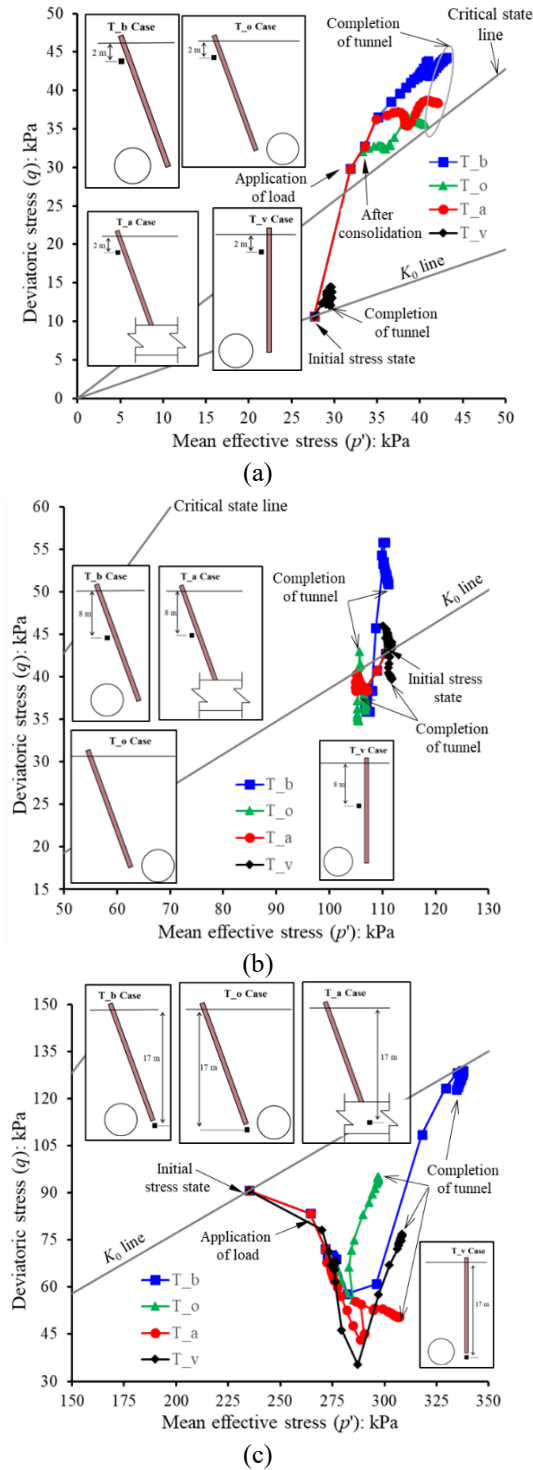 Deviatoric stress (q): kPa
50
45
40
35
30
25
20
15
10
5
0
T_b Case
2 m
T_o Case
2 m
T_a Case
2 m
T_v Case
2 m
Completion
of tunnel
Critical state
line
Application
of load
After
consolidation
T_b
T_o
T_a
T_v
K0 line
Completion
of tunnel
Initial stress state
0 5 10 15 20 25 30 35 40 45 50
Mean effective stress (p'): kPa
(a)
Deviatoric stress (q): kPa
60
55
50
45
40
35
30
25
20
15
Critical state line
T_b Case
8 m
T_a Case
8 m
Completion
of tunnel
K0 line
Initial stress
state
Completion
of tunnel
T_o Case
T_v Case
8 m
T_b
T_o
T_a
T_v
50 60 70 80 90 100 110 120 130
Mean effective stress (p'): kPa
(b)
Deviatoric stress (q): kPa
150
135
120
105
90
75
60
45
30
T_b Case
17 m
T_o Case
17 m
T_a Case
17 m
Initial
stress state
Completion
of tunnel
Application
of load
K0 line
T_b
T_o
T_a
T_v
T_v Case
17 m
150 175 200 225 250 275 300 325 350
Mean effective stress (p'): kPa
(c)